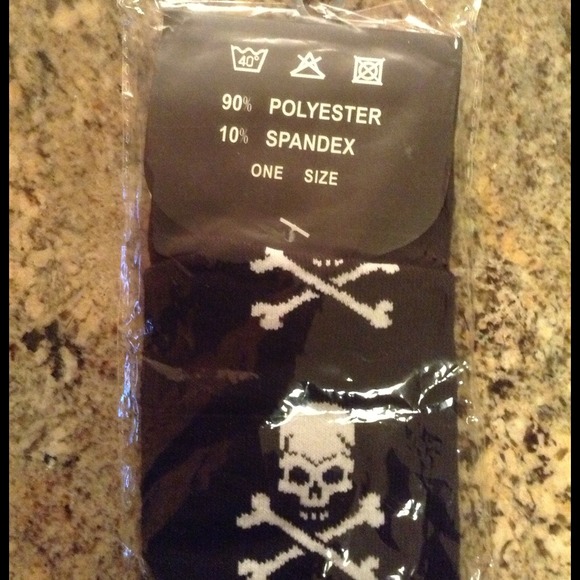 40°
90% POLYESTER
10% SPANDEX
ONE SIZE